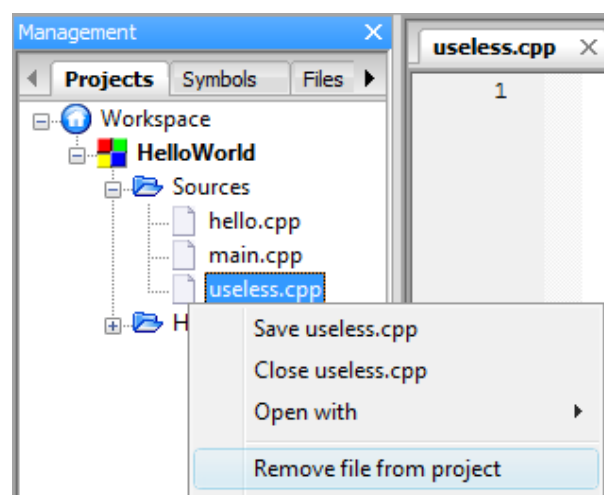 Management
Projects Symbols Files
Workspace
HelloWorld
Sources
hello.cpp
main.cpp
useless.cpp
H
Save useless.cpp
Close useless.cpp
Open with
Remove file from project
useless.cpp
1